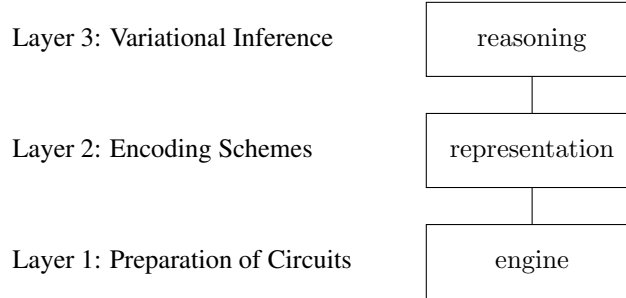 Layer 3: Variational Inference reasoning
Layer 2: Encoding Schemes representation
Layer 1: Preparation of Circuits engine